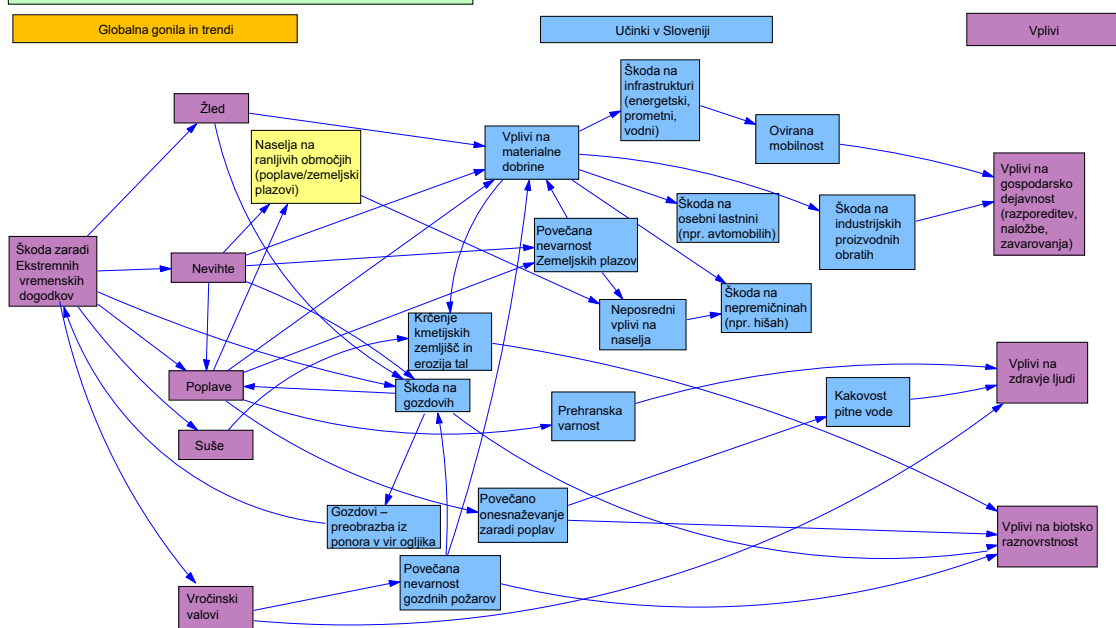 Globalna gonila in trendi
Učinki v Sloveniji
Vplivi
Žled
Naselja na
ranljivih območjih
(poplave/zemeljski
plazovi)
Vplivi na
materialne
dobrine
Škoda na
infrastrukturi
(energetski,
prometni,
vodni)
Ovirana
mobilnost
Vplivi na
gospodarsko
dejavnost
(razporeditev,
naložbe,
zavarovanja)
Škoda na
osebni lastnini
(npr. avtomobilih)
Škoda na
industrijskih
proizvodnih
obratih
Škoda zaradi
Ekstremnih
vremenskih
dogodkov
Nevihte
Povečana
nevarnost
Zemeljskih plazov
Neposredni
vplivi na
naselja
Škoda na
nepremičninah
(npr. hišah)
Krčenje
kmetijskih
zemljišč in
erozija tal
Poplave
Škoda na
gozdovih
Prehranska
varnost
Kakovost
pitne vode
Vplivi na
zdravje ljudi
Suše
Gozdovi –
preobrazba iz
ponora v vir ogljika
Povečano
onesnaževanje
zaradi poplav
Vplivi na biotsko
raznovrstnost
Vročinski
valovi
Povečana
nevarnost
gozdnih požarov